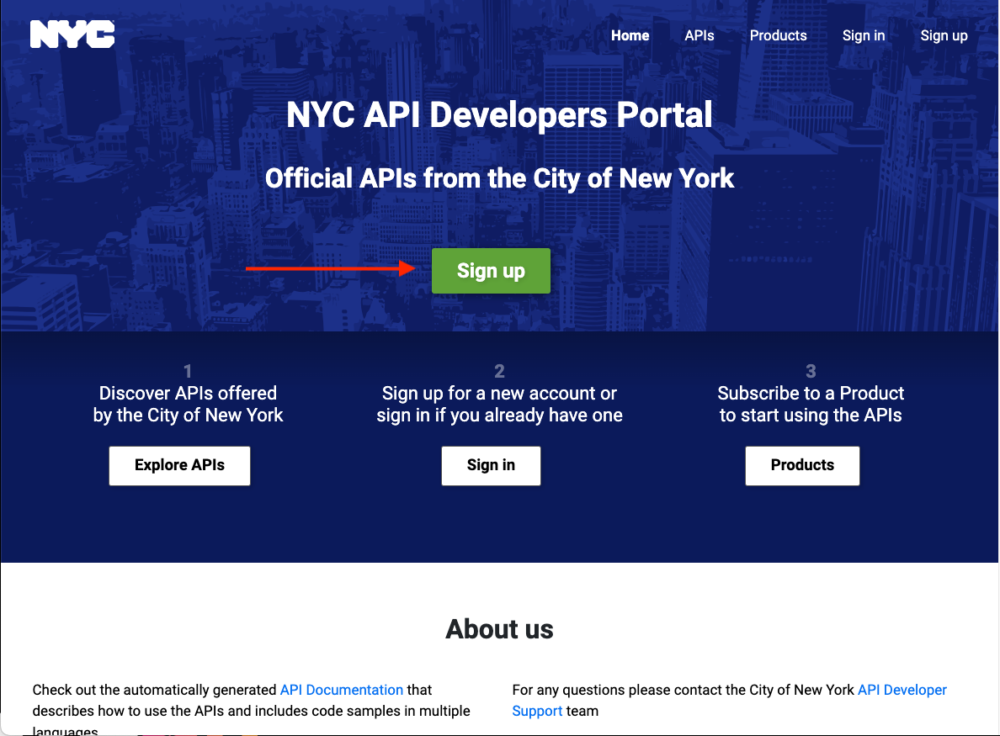 NYC
Home APIs Products Sign in Sign up
NYC API Developers Portal
Official APIs from the City of New York
Sign up
1
Discover APIs offered
by the City of New York
Explore APIs
2
Sign up for a new account or
sign in if you already have one
Sign in
3
Subscribe to a Product
to start using the APIs
Products
About us
Check out the automatically generated API Documentation that
describes how to use the APIs and includes code samples in multiple
languages
For any questions please contact the City of New York API Developer
Support team